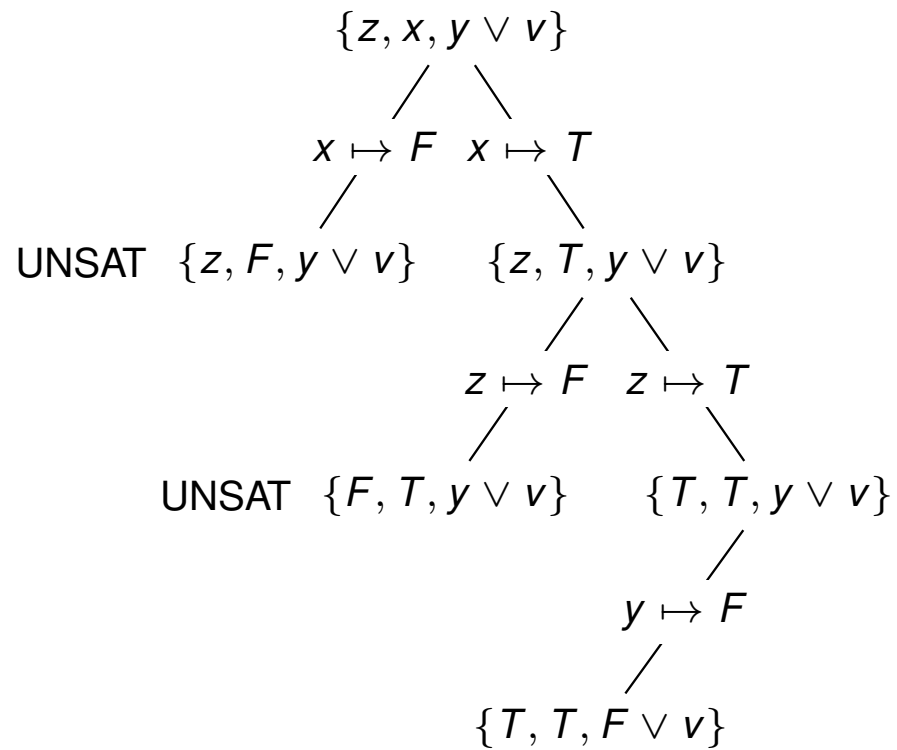 {z, x, y ∨ v}
x ↦ F x ↦ T
UNSAT {z, F, y ∨ v} {z, T, y ∨ v}
z ↦ F z ↦ T
UNSAT {F, T, y ∨ v} {T, T, y ∨ v}
y ↦ F
{T, T, F ∨ v}